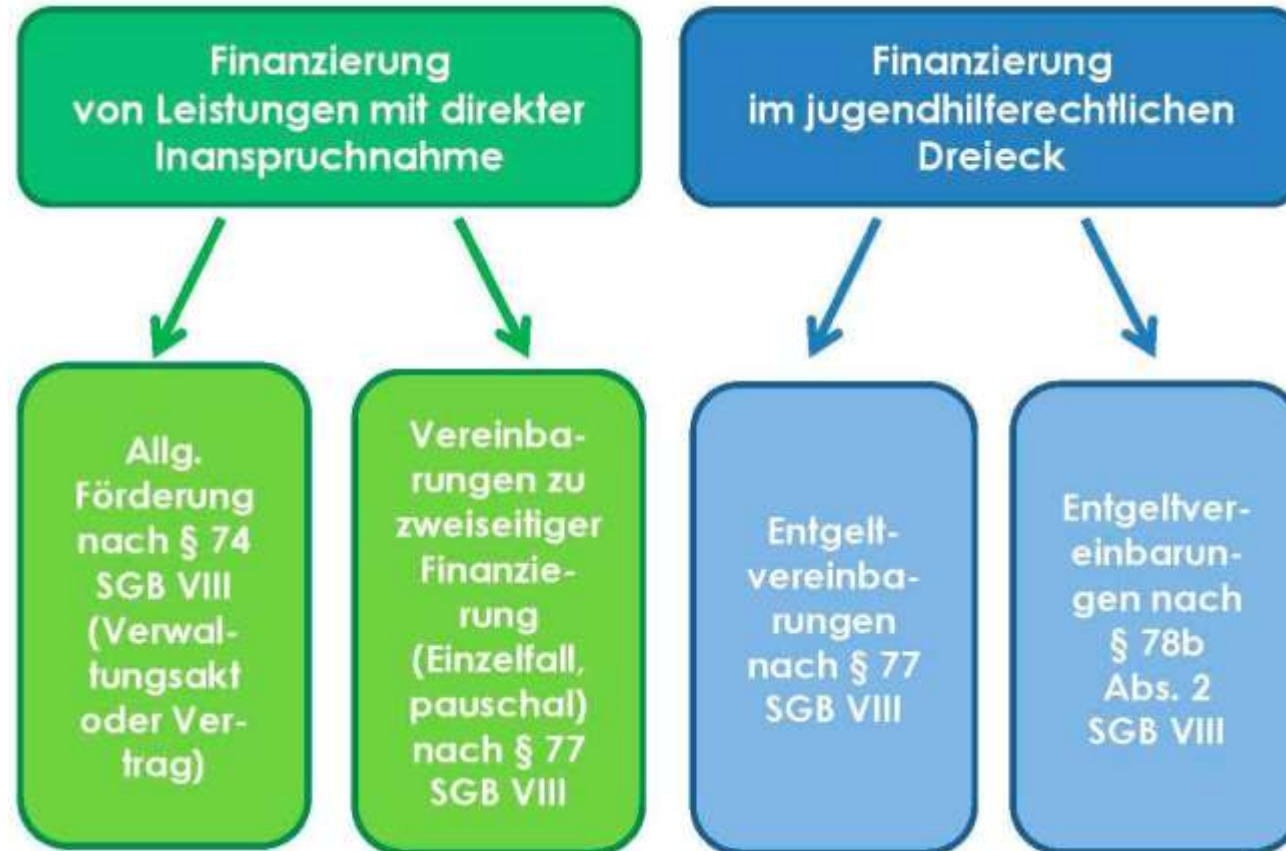 Finanzierung
von Leistungen mit direkter
Inanspruchnahme
Finanzierung
im jugendhilferechtlichen
Dreieck
Allg.
Förderung
nach § 74
SGB VIII
(Verwal-
tungsakt
oder Ver-
trag)
Vereinba-
rungen zu
zweiseitiger
Finanzie-
rung
(Einzelfall,
pauschal)
nach § 77
SGB VIII
Entgelt-
vereinba-
rungen
nach § 77
SGB VIII
Entgeltver-
einbarun-
gen nach
§ 78b
Abs. 2
SGB VIII